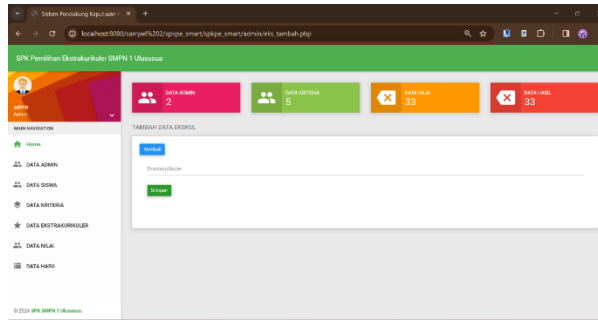 Sistem Pendukung Keputusan
localhost:8080/sampel%202/spkpe_smart/spkpe_smart/admin/eks_tambah.php
SPK Pemilihan Ekstrakurikuler SMPN 1 Ulususua
admin
Admin
DATA ADMIN
2
DATA KRITERIA
5
DATA NILAI
33
DATA HASIL
33
MAIN NAVIGATION
Home
DATA ADMIN
DATA SISWA
DATA KRITERIA
DATA EKSTRAKURIKULER
DATA NILAI
DATA HASIL
TAMBAH DATA EKSKUL
Kembali
Ekstrakulikuler
Simpan
© 2024 SPK SMPN 1 Ulususua.